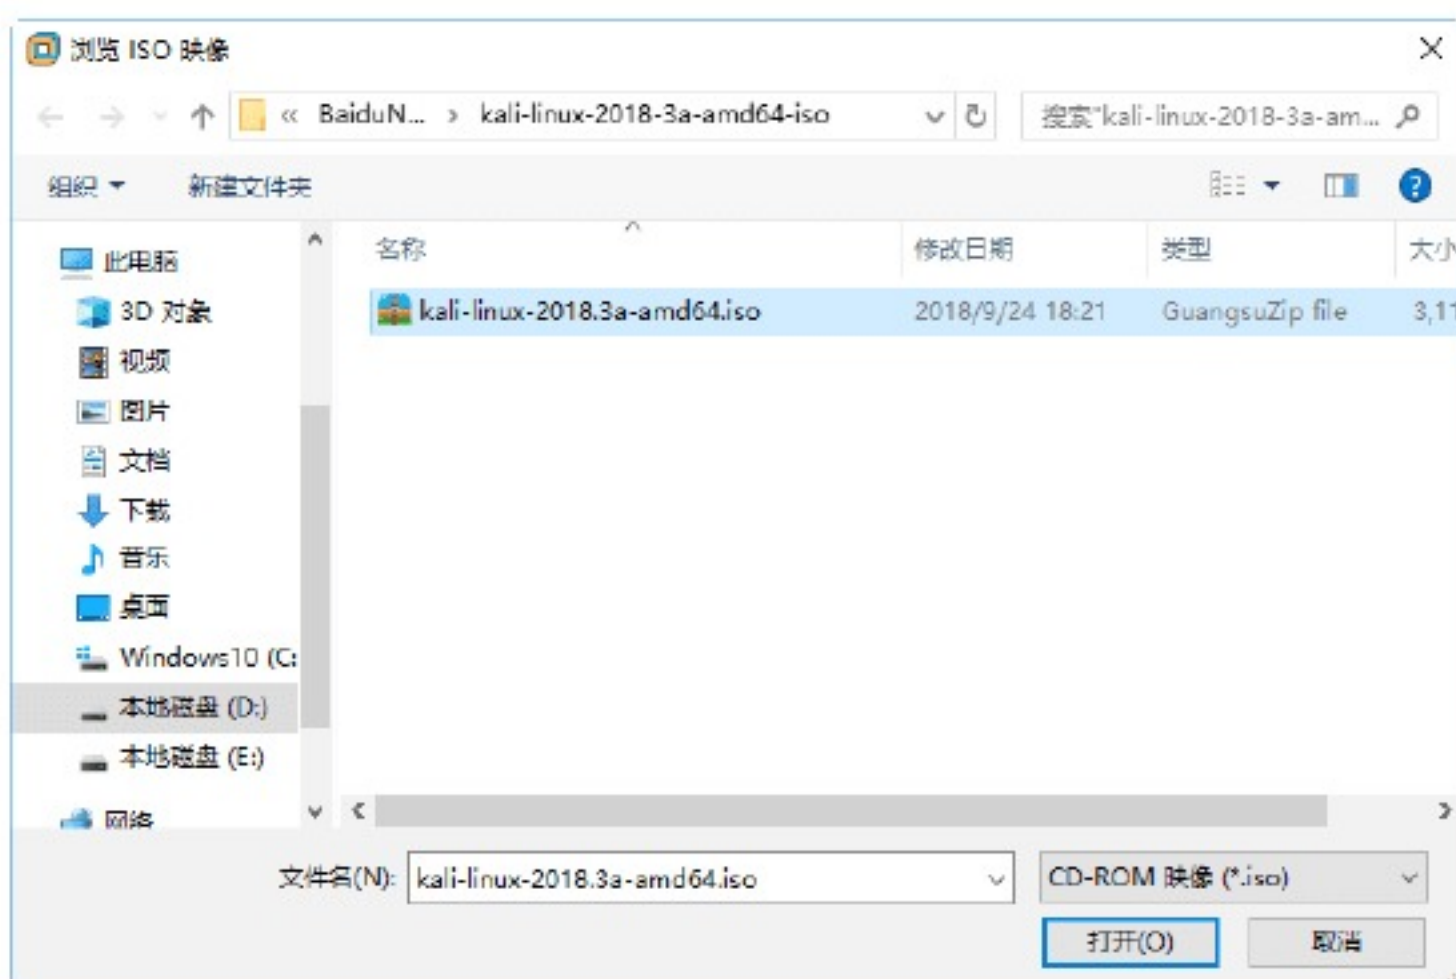 浏览 ISO 映像
« BaiduN... › kali-linux-2018-3a-amd64-iso
搜索"kali-linux-2018-3a-am...
组织 新建文件夹
名称 修改日期 类型 大小
kali-linux-2018.3a-amd64.iso 2018/9/24 18:21 GuangsuZip file 3,11
此电脑
3D 对象
视频
图片
文档
下载
音乐
桌面
Windows10 (C:
本地磁盘 (D:)
本地磁盘 (E:)
网络
文件名(N): kali-linux-2018.3a-amd64.iso CD-ROM 映像 (*.iso)
打开(O) 取消